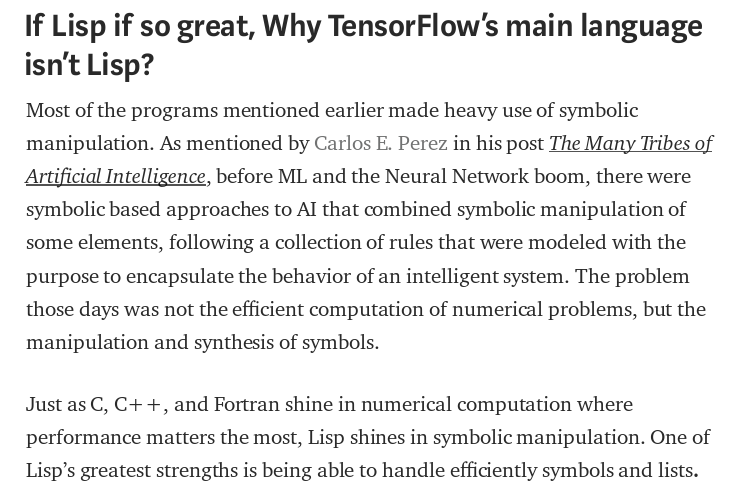 If Lisp if so great, Why TensorFlow’s main language
isn’t Lisp?
Most of the programs mentioned earlier made heavy use of symbolic
manipulation. As mentioned by Carlos E. Perez in his post The Many Tribes of
Artificial Intelligence, before ML and the Neural Network boom, there were
symbolic based approaches to AI that combined symbolic manipulation of
some elements, following a collection of rules that were modeled with the
purpose to encapsulate the behavior of an intelligent system. The problem
those days was not the efficient computation of numerical problems, but the
manipulation and synthesis of symbols.
Just as C, C++, and Fortran shine in numerical computation where
performance matters the most, Lisp shines in symbolic manipulation. One of
Lisp’s greatest strengths is being able to handle efficiently symbols and lists.